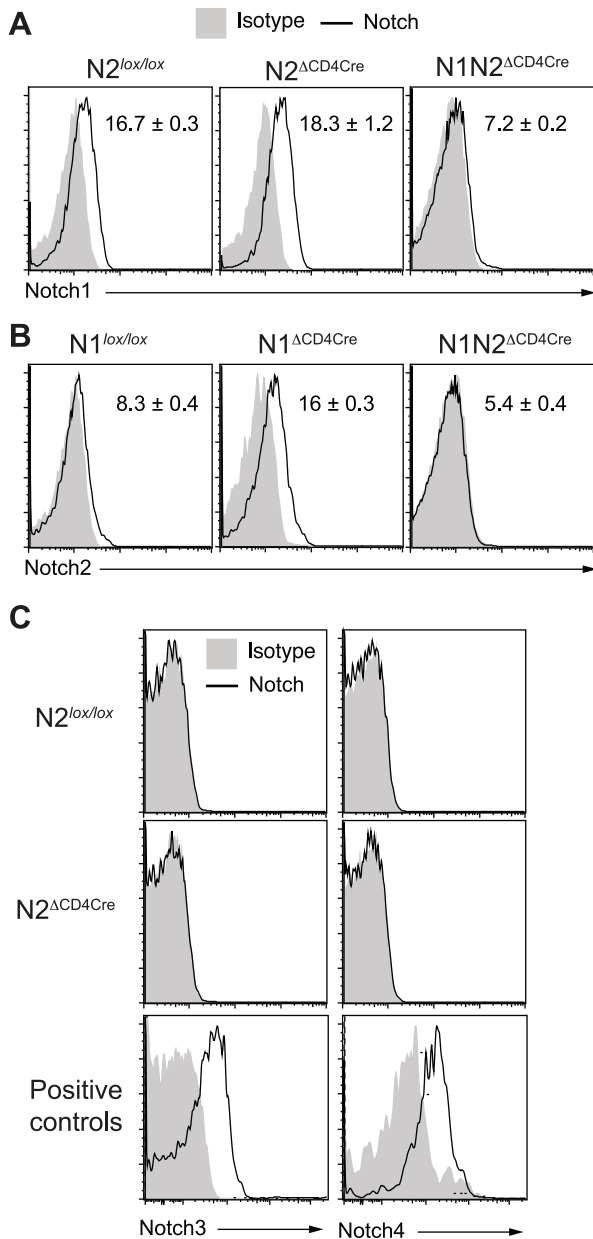 A
Isotype — Notch
N2lox/lox N2ΔCD4Cre N1N2ΔCD4Cre
16.7 ± 0.3 18.3 ± 1.2 7.2 ± 0.2
Notch1
B
N1lox/lox N1ΔCD4Cre N1N2ΔCD4Cre
8.3 ± 0.4 16 ± 0.3 5.4 ± 0.4
Notch2
C
Isotype
Notch
N2lox/lox
N2ΔCD4Cre
Positive
controls
Notch3 Notch4